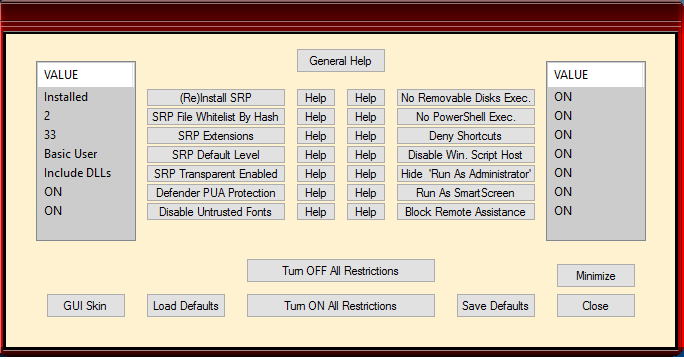 General Help
VALUE VALUE
Installed (Re)Install SRP Help Help No Removable Disks Exec. ON
2 SRP File Whitelist By Hash Help Help No PowerShell Exec. ON
33 SRP Extensions Help Help Deny Shortcuts ON
Basic User SRP Default Level Help Help Disable Win. Script Host ON
Include DLLs SRP Transparent Enabled Help Help Hide 'Run As Administrator' ON
ON Defender PUA Protection Help Help Run As SmartScreen ON
ON Disable Untrusted Fonts Help Help Block Remote Assistance ON
Turn OFF All Restrictions
Minimize
GUI Skin Load Defaults Turn ON All Restrictions Save Defaults Close